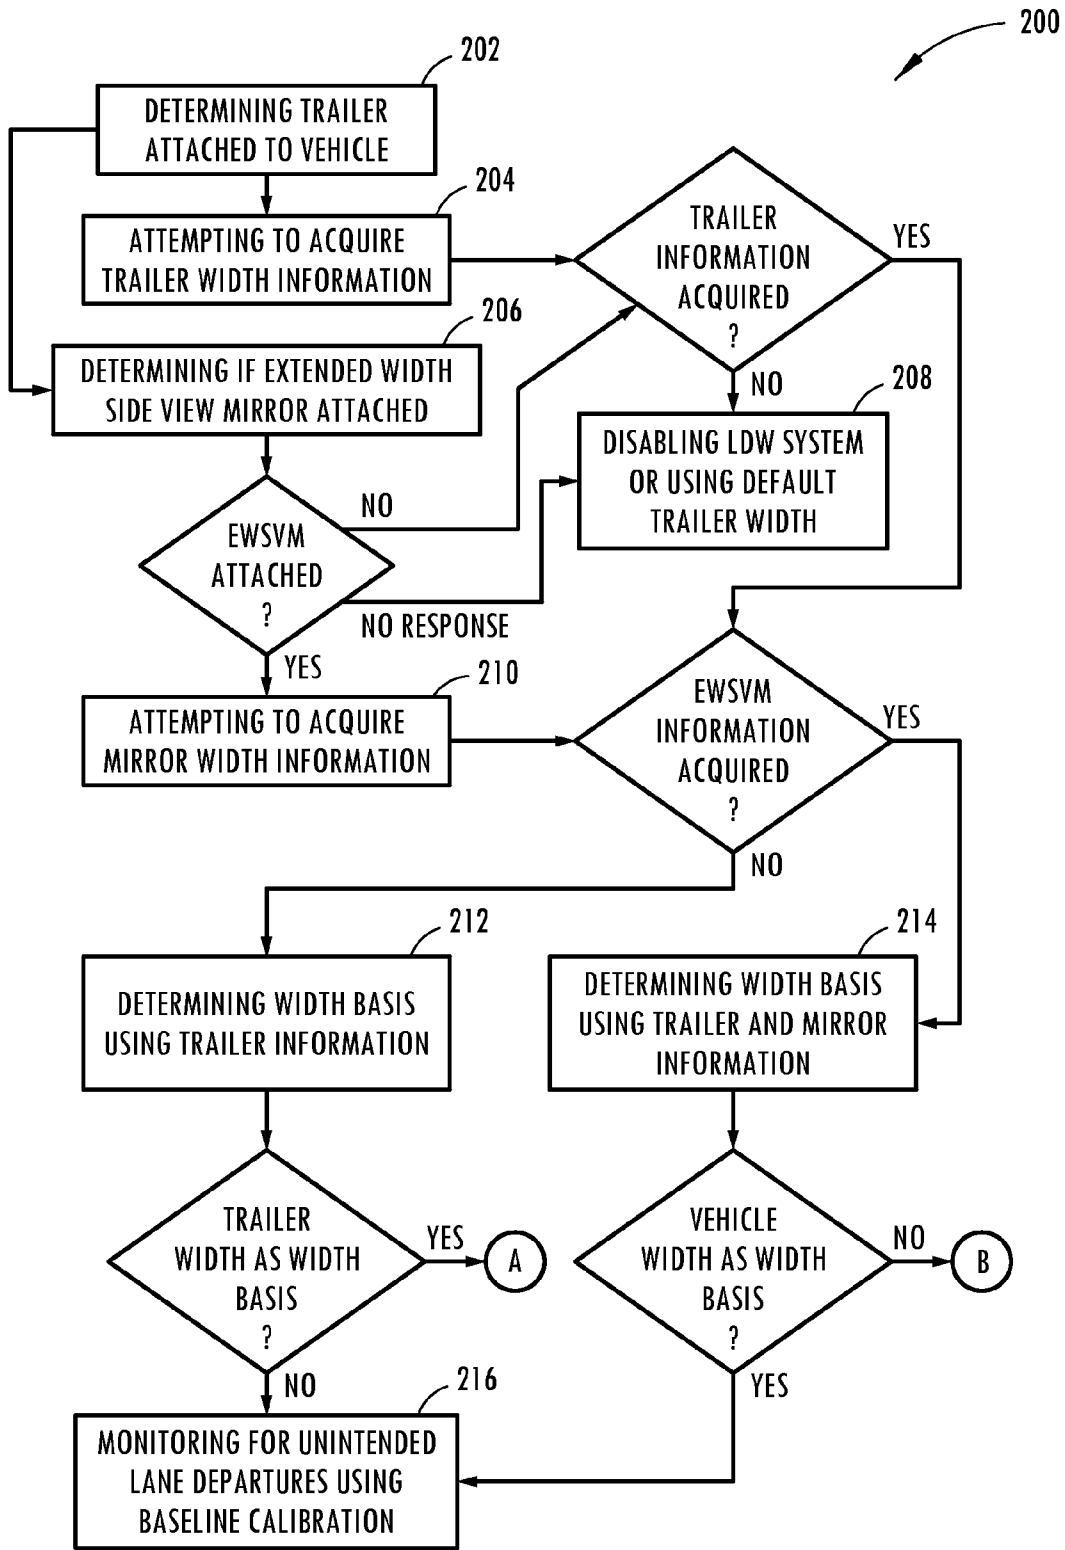 200
202
DETERMINING TRAILER
ATTACHED TO VEHICLE
204
ATTEMPTING TO ACQUIRE
TRAILER WIDTH INFORMATION
TRAILER
INFORMATION
ACQUIRED
?
YES
NO
206
DETERMINING IF EXTENDED WIDTH
SIDE VIEW MIRROR ATTACHED
208
DISABLING LDW SYSTEM
OR USING DEFAULT
TRAILER WIDTH
EWSVM
ATTACHED
?
NO
NO RESPONSE
YES
210
ATTEMPTING TO ACQUIRE
MIRROR WIDTH INFORMATION
EWSVM
INFORMATION
ACQUIRED
?
YES
NO
212
DETERMINING WIDTH BASIS
USING TRAILER INFORMATION
214
DETERMINING WIDTH BASIS
USING TRAILER AND MIRROR
INFORMATION
TRAILER
WIDTH AS WIDTH
BASIS
?
YES
A
NO
VEHICLE
WIDTH AS WIDTH
BASIS
?
NO
B
YES
216
MONITORING FOR UNINTENDED
LANE DEPARTURES USING
BASELINE CALIBRATION